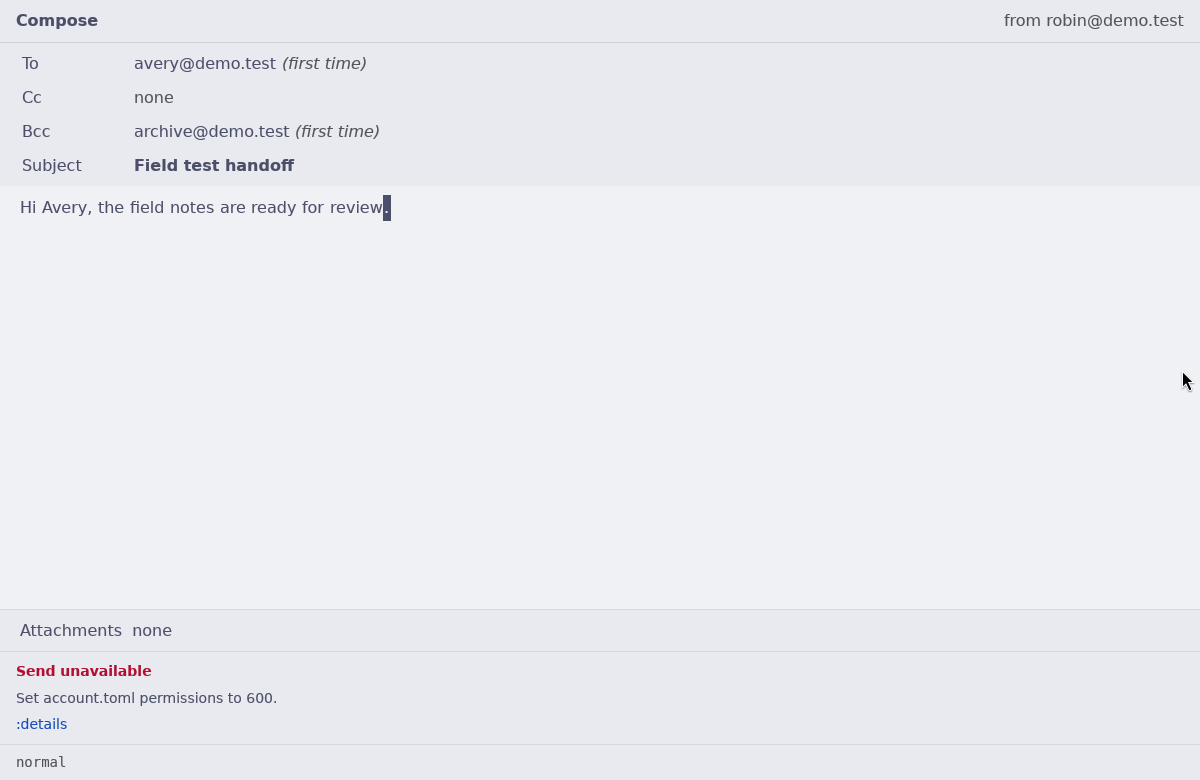 Compose
from robin@demo.test
To avery@demo.test (first time)
Cc none
Bcc archive@demo.test (first time)
Subject Field test handoff
Hi Avery, the field notes are ready for review.
Attachments none
Send unavailable
Set account.toml permissions to 600.
:details
normal